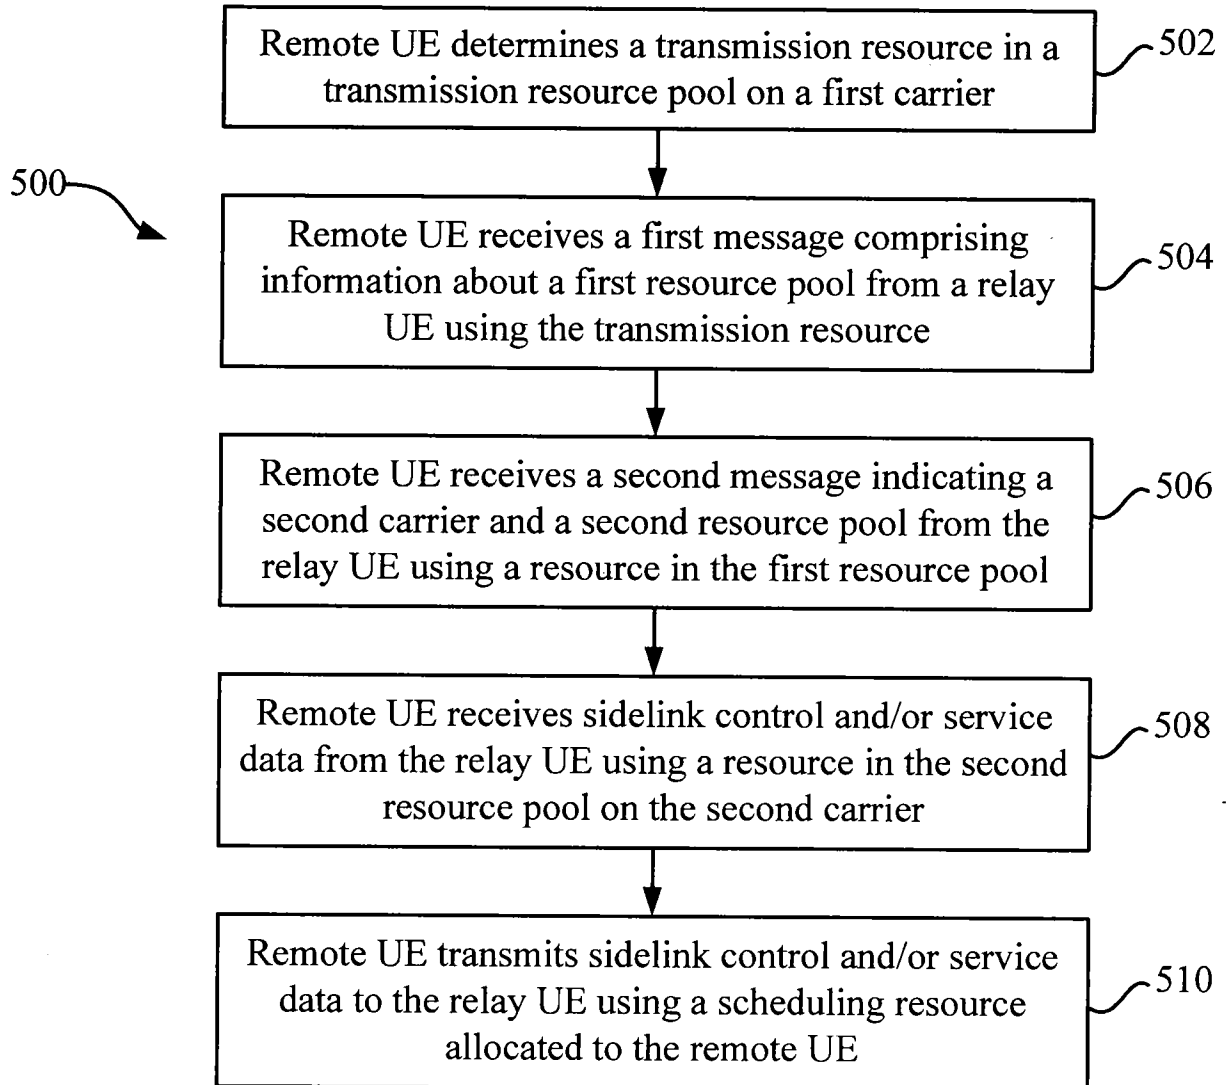 Remote UE determines a transmission resource in a
transmission resource pool on a first carrier
502
500
Remote UE receives a first message comprising
information about a first resource pool from a relay
UE using the transmission resource
504
Remote UE receives a second message indicating a
second carrier and a second resource pool from the
relay UE using a resource in the first resource pool
506
Remote UE receives sidelink control and/or service
data from the relay UE using a resource in the second
resource pool on the second carrier
508
Remote UE transmits sidelink control and/or service
data to the relay UE using a scheduling resource
allocated to the remote UE
510